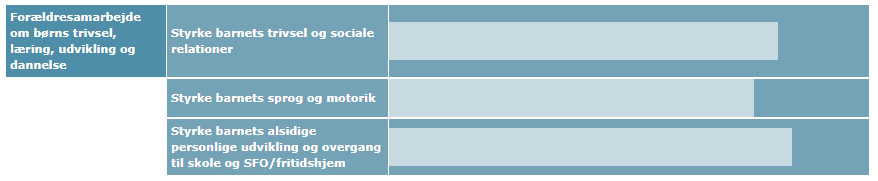 Forældresamarbejde
om børns trivsel,
læring, udvikling og
dannelse
Styrke barnets trivsel og sociale
relationer
Styrke barnets sprog og motorik
Styrke barnets alsidige
personlige udvikling og overgang
til skole og SFO/fritidshjem